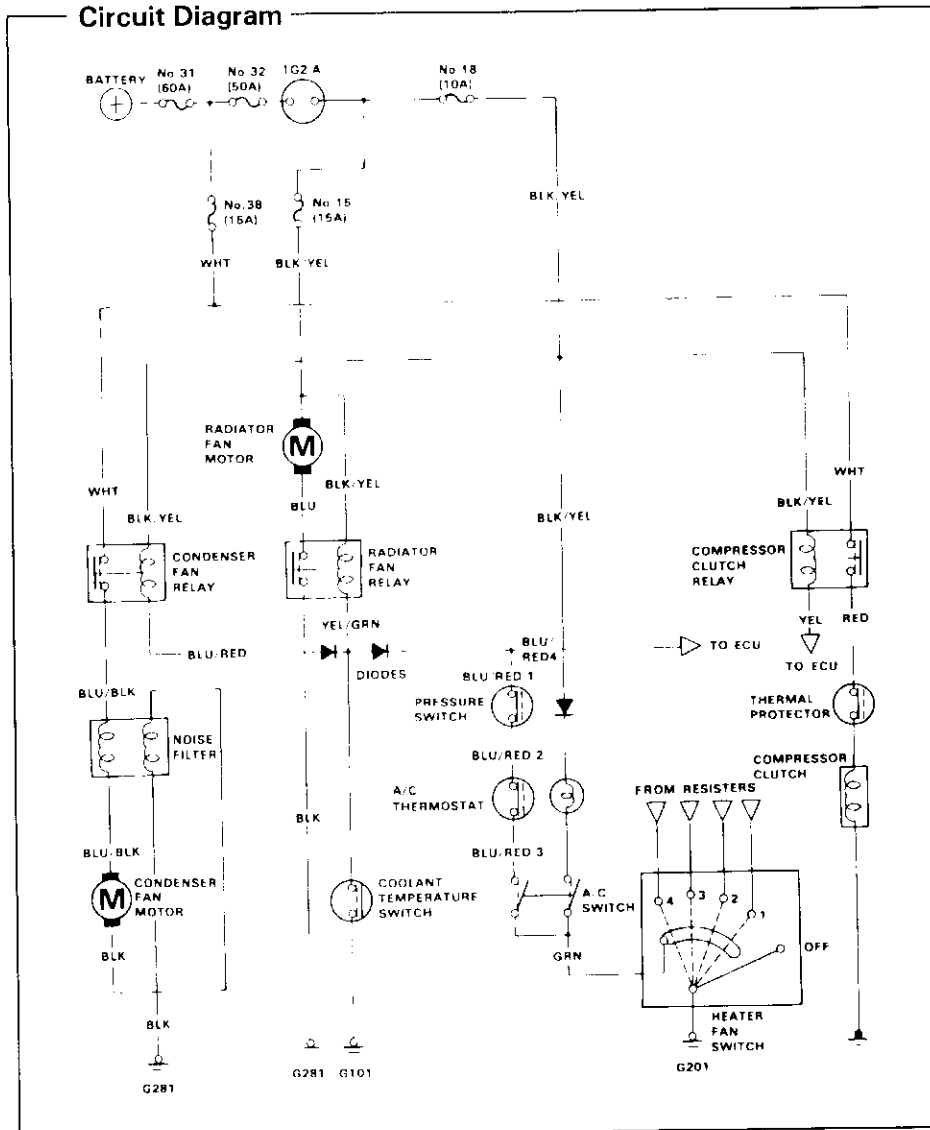 Circuit Diagram
BATTERY
No 31
(60A)
No 32
(50A)
1G2 A
No 18
(10A)
No.38
(15A)
No 15
(15A)
BLK/YEL
WHT
BLK/YEL
RADIATOR
FAN
MOTOR
M
WHT
BLK/YEL
BLU
BLK/YEL
BLK/YEL
BLK/YEL
WHT
CONDENSER
FAN
RELAY
RADIATOR
FAN
RELAY
COMPRESSOR
CLUTCH
RELAY
YEL
RED
YEL/GRN
BLU/RED
DIODES
BLU/
RED4
TO ECU
TO ECU
BLU/RED 1
BLU/BLK
PRESSURE
SWITCH
THERMAL
PROTECTOR
NOISE
FILTER
BLU/RED 2
COMPRESSOR
CLUTCH
A/C
THERMOSTAT
FROM RESISTERS
BLK
BLU/BLK
BLU/RED 3
M
CONDENSER
FAN
MOTOR
COOLANT
TEMPERATURE
SWITCH
A/C
SWITCH
4
3
2
1
OFF
BLK
GRN
BLK
HEATER
FAN
SWITCH
G281
G281
G101
G201